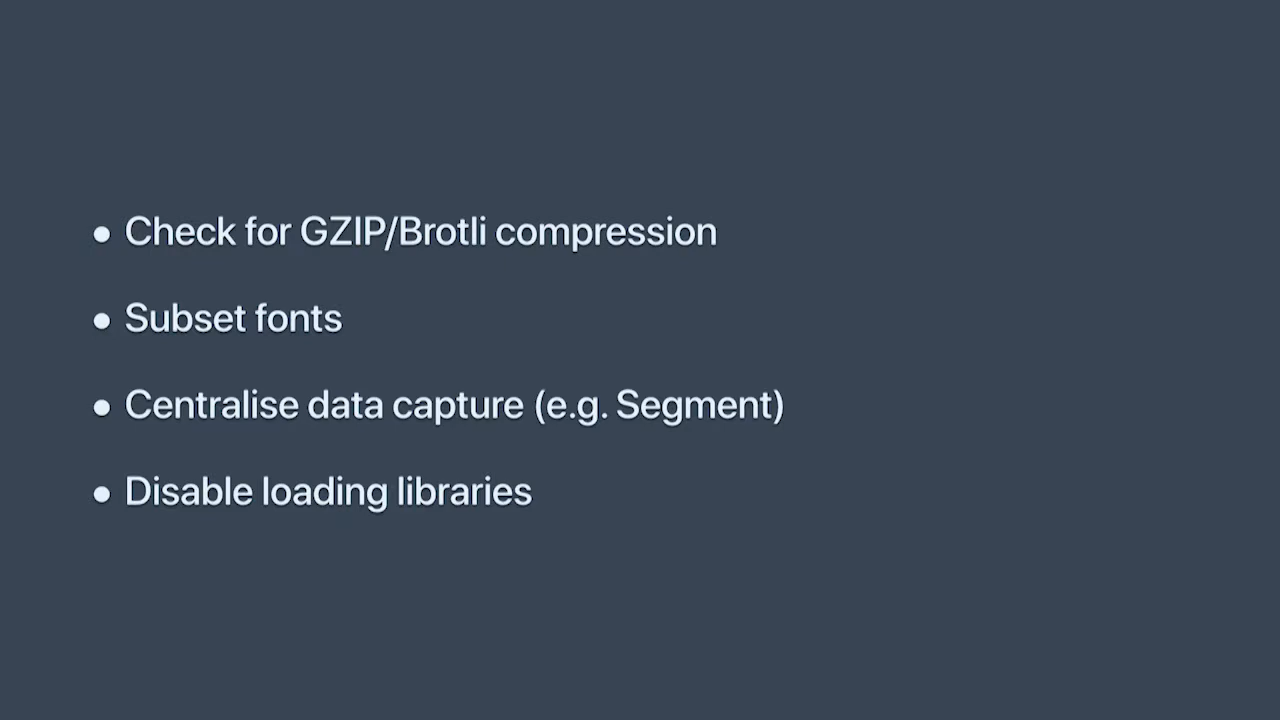 • Check for GZIP/Brotli compression
• Subset fonts
• Centralise data capture (e.g. Segment)
• Disable loading libraries